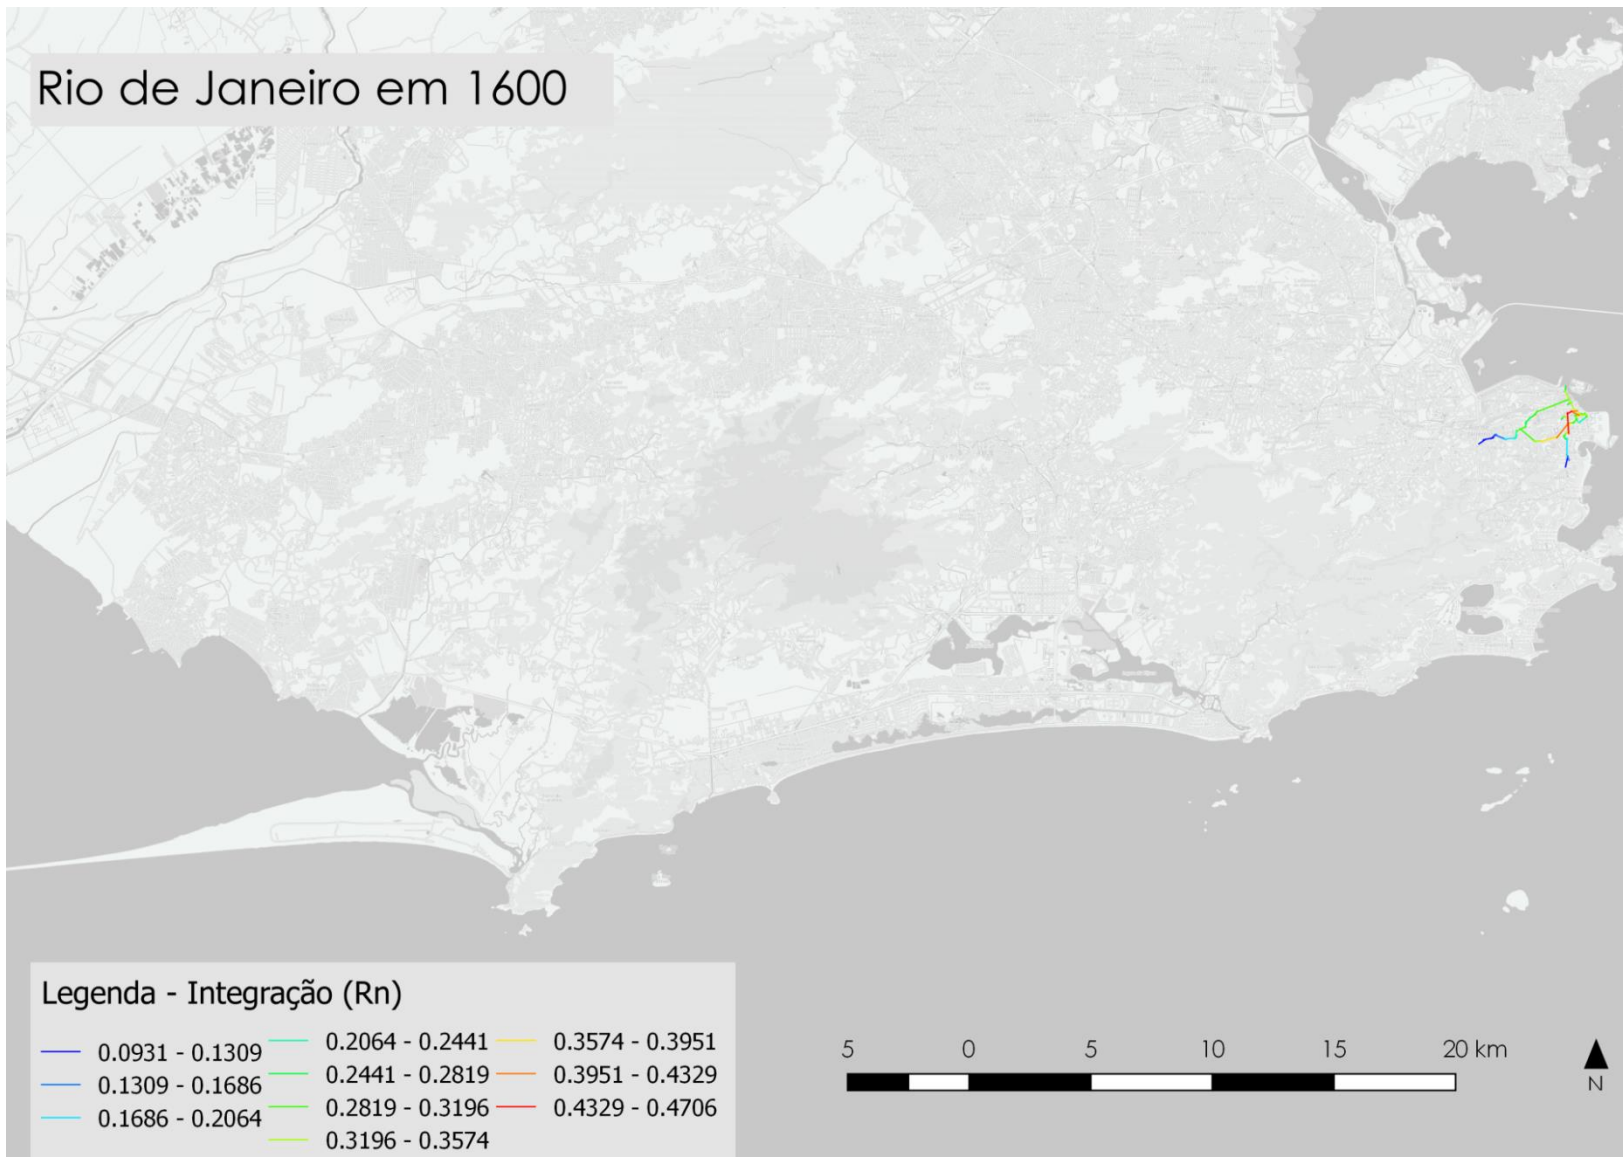 Rio de Janeiro em 1600
Legenda - Integração (Rn)
0.0931 - 0.1309
0.1309 - 0.1686
0.1686 - 0.2064
0.2064 - 0.2441
0.2441 - 0.2819
0.2819 - 0.3196
0.3196 - 0.3574
0.3574 - 0.3951
0.3951 - 0.4329
0.4329 - 0.4706
5 0 5 10 15 20 km
N